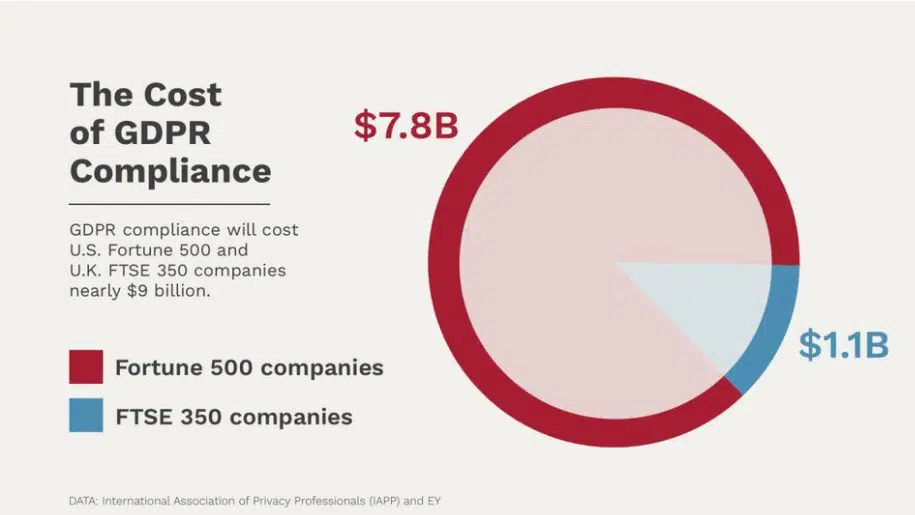 The Cost
of GDPR
Compliance
GDPR compliance will cost
U.S. Fortune 500 and
U.K. FTSE 350 companies
nearly $9 billion.
Fortune 500 companies
FTSE 350 companies
$7.8B
$1.1B
DATA: International Association of Privacy Professionals (IAPP) and EY